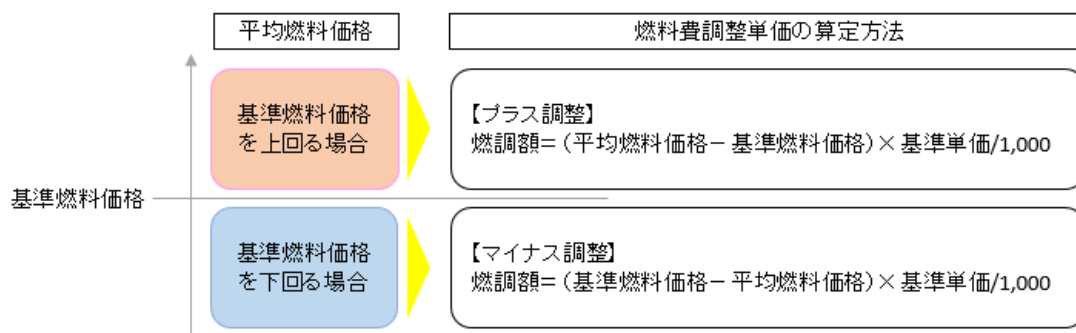 平均燃料価格
燃料費調整単価の算定方法
基準燃料価格
を上回る場合
【プラス調整】
燃調額=(平均燃料価格-基準燃料価格)×基準単価/1,000
基準燃料価格
基準燃料価格
を下回る場合
【マイナス調整】
燃調額=(基準燃料価格-平均燃料価格)×基準単価/1,000